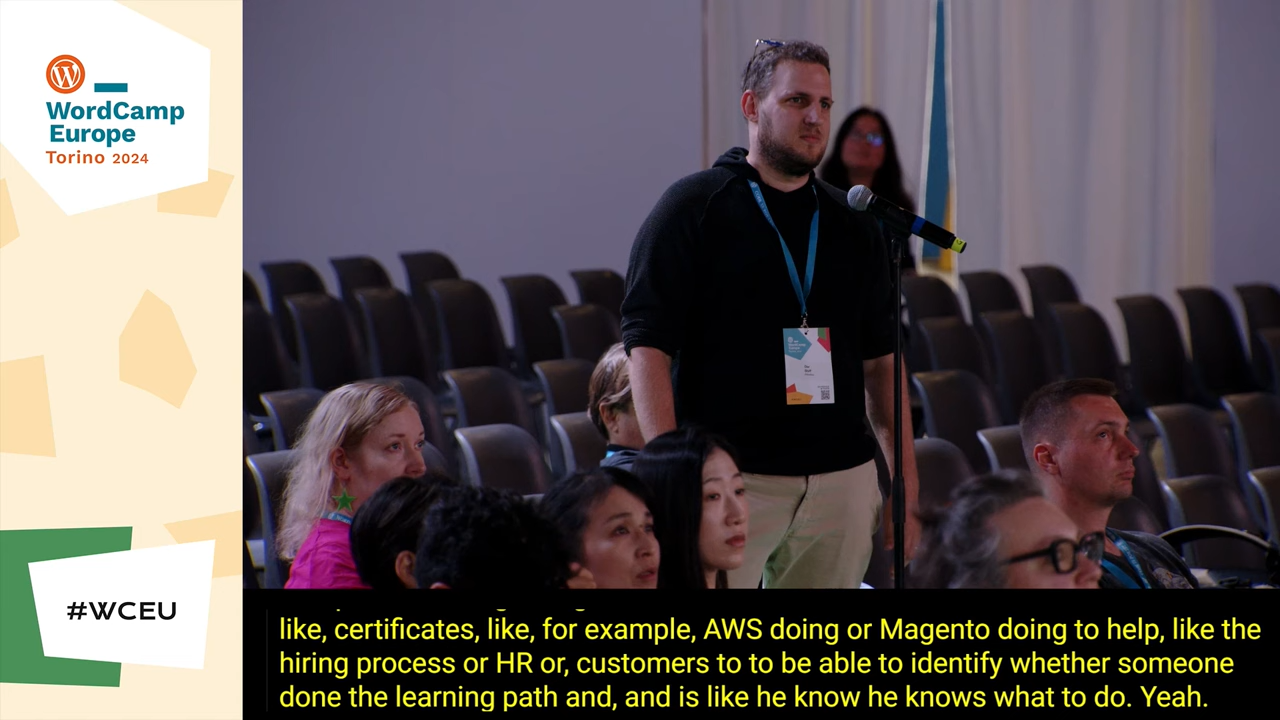 WordCamp
Europe
Torino 2024
#WCEU
like, certificates, like, for example, AWS doing or Magento doing to help, like the
hiring process or HR or, customers to to be able to identify whether someone
done the learning path and, and is like he know he knows what to do. Yeah.